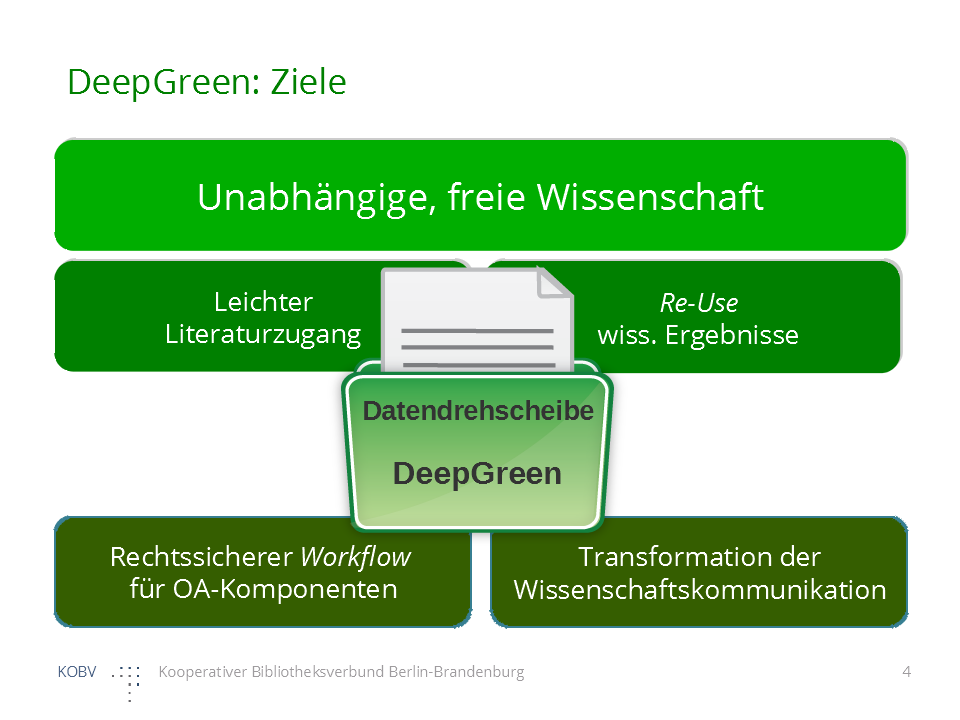 DeepGreen: Ziele
Unabhängige, freie Wissenschaft
Leichter
Literaturzugang
Re-Use
wiss. Ergebnisse
Datendrehscheibe
DeepGreen
Rechtssicherer Workflow
für OA-Komponenten
Transformation der
Wissenschaftskommunikation
KOBV Kooperativer Bibliotheksverbund Berlin-Brandenburg 4